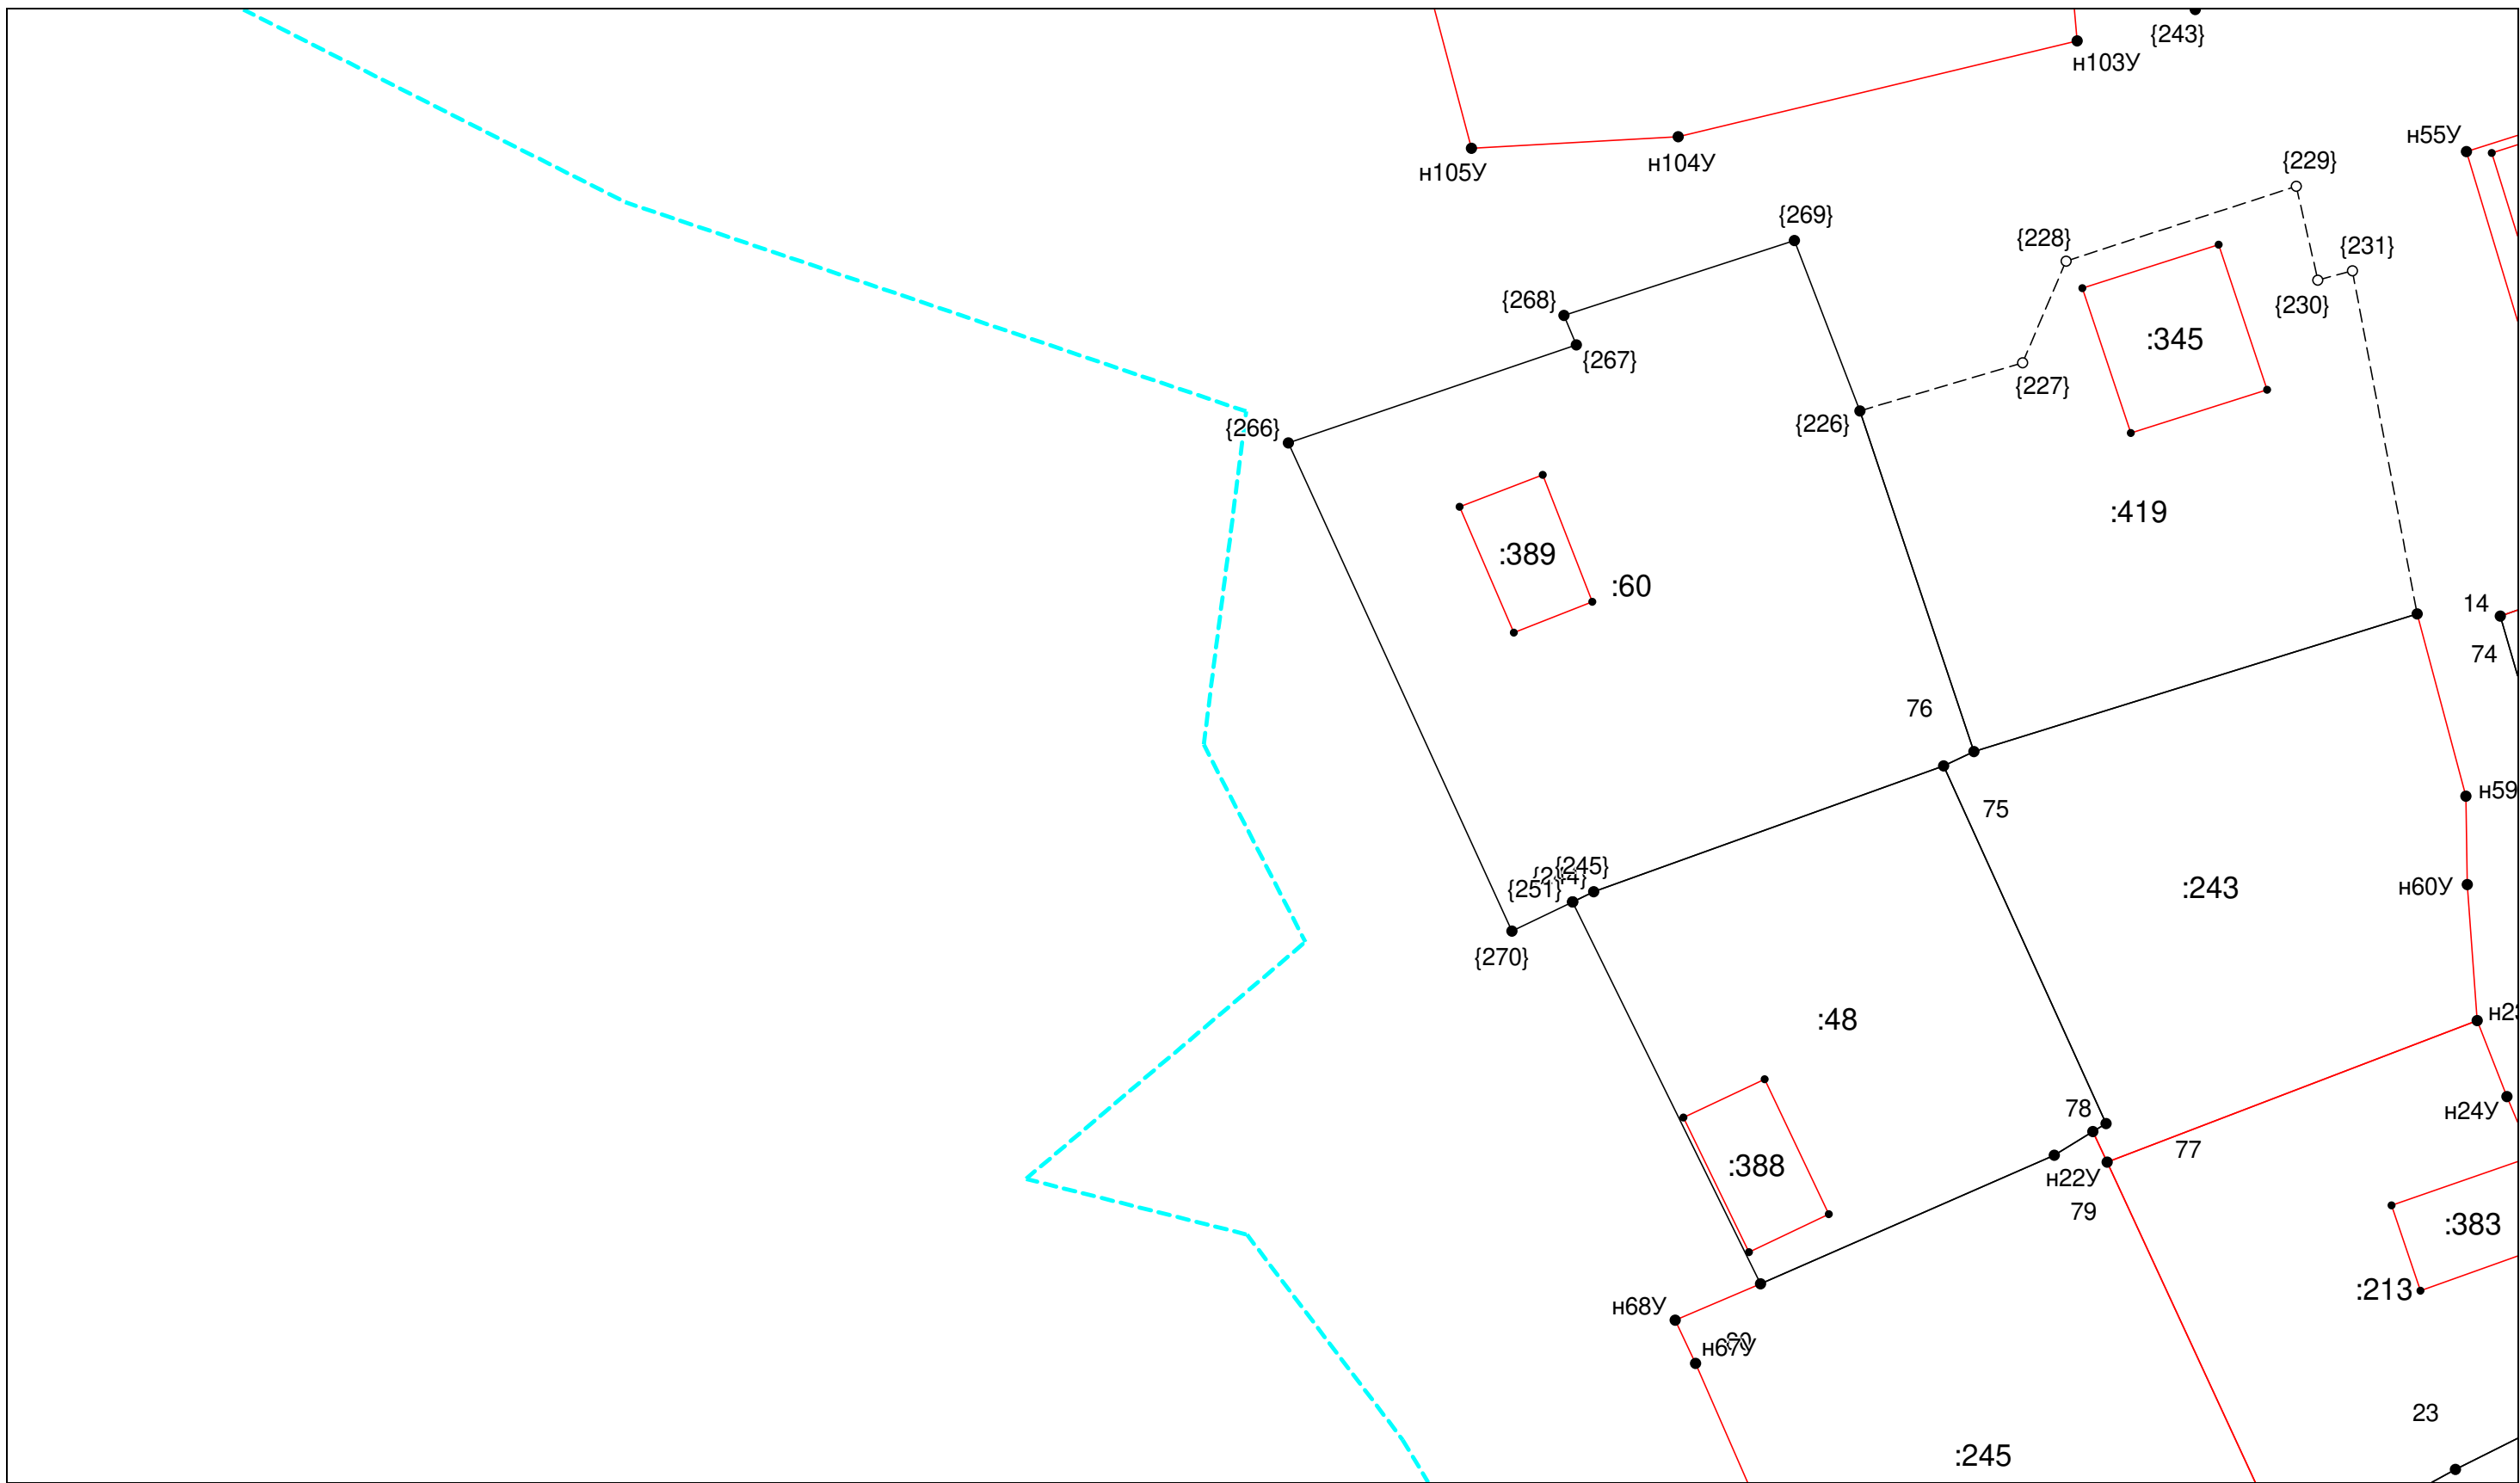 {243}
н103У
н55У
н105У
н104У
{229}
{269}
{228}
{231}
{268}
{230}
:345
{267}
{227}
{266}
{226}
:419
:389
:60
14
74
76
н59
75
{245}
{251}
н60У
:243
{270}
:48
н23
78
н24У
77
:388
н22У
79
:383
:213
н68У
н67У
23
:245